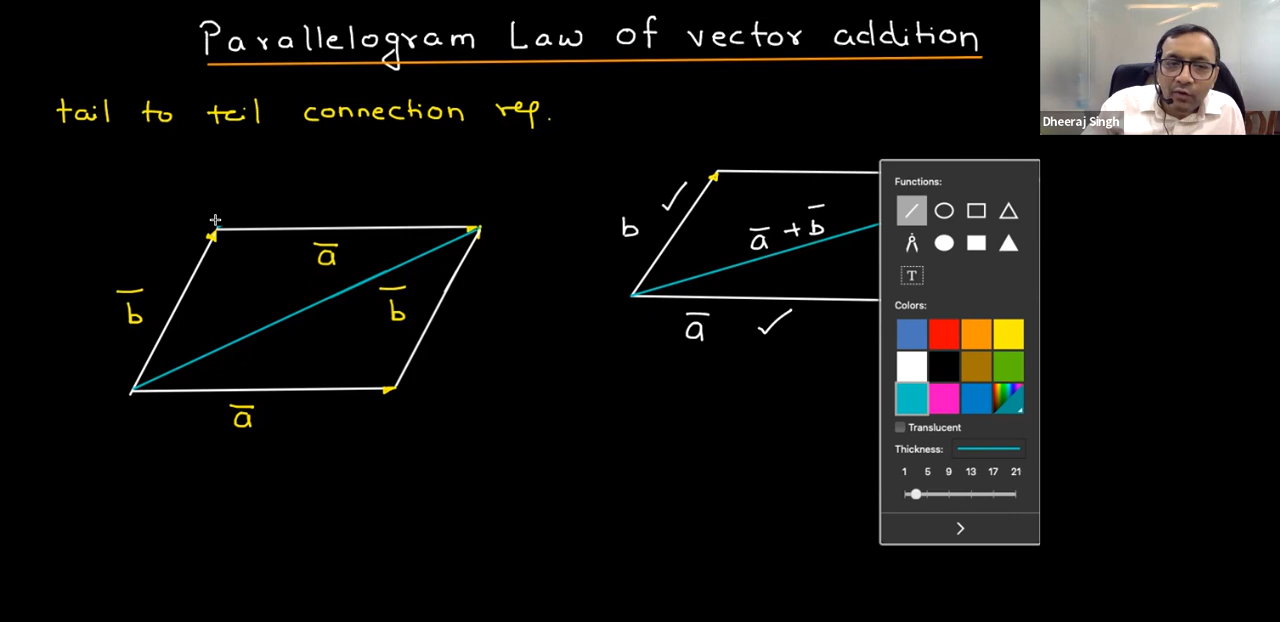 Parallelogram Law of vector addition
Dheeraj Singh
tail to tail connection rep.
a̅
b̅
b̅
a̅
b
a̅ + b̅
a̅ ✓
Functions:
T
Colors:
Translucent
Thickness:
1 5 9 13 17 21